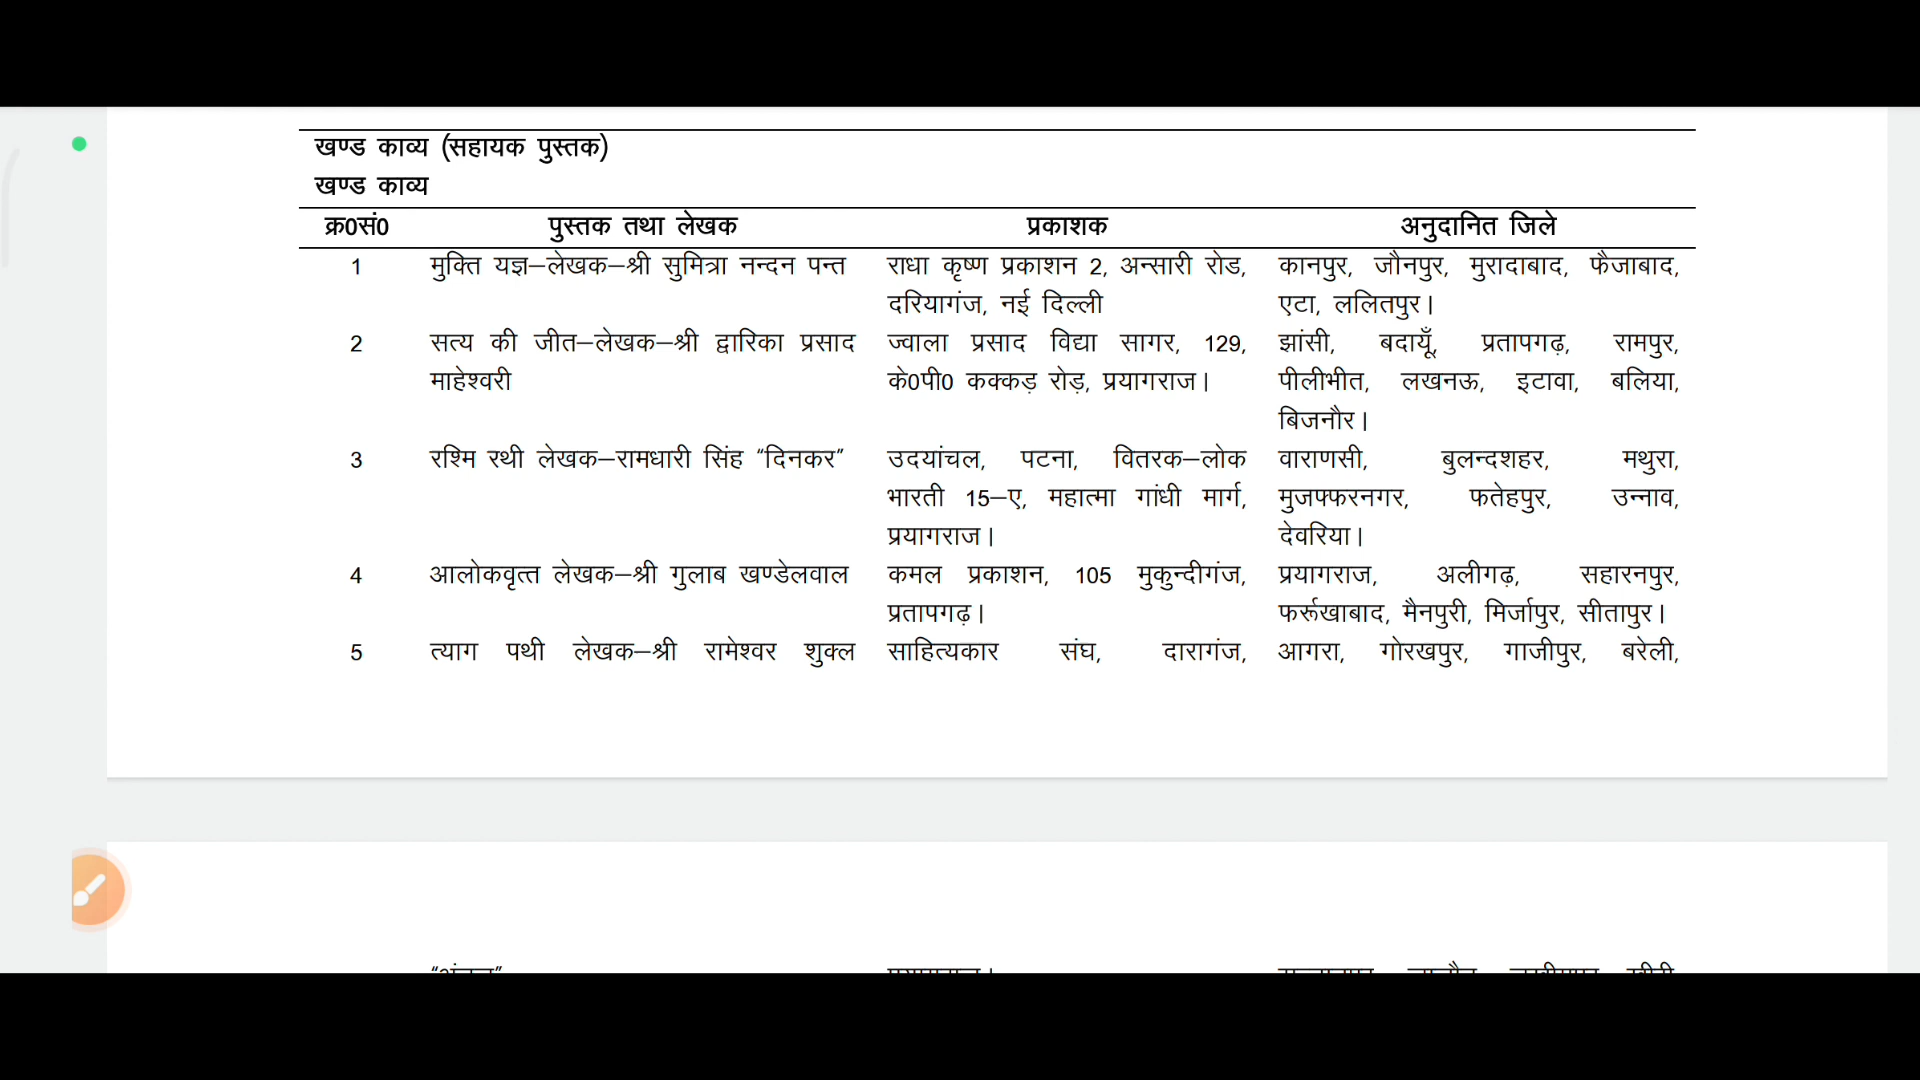 खण्ड काव्य (सहायक पुस्तक)
खण्ड काव्य
क्र0सं0 पुस्तक तथा लेखक प्रकाशक अनुदानित जिले
1 मुक्ति यज्ञ–लेखक–श्री सुमित्रा नन्दन पन्त राधा कृष्ण प्रकाशन 2, अन्सारी रोड, कानपुर, जौनपुर, मुरादाबाद, फैजाबाद,
दरियागंज, नई दिल्ली एटा, ललितपुर।
2 सत्य की जीत–लेखक–श्री द्वारिका प्रसाद ज्वाला प्रसाद विद्या सागर, 129, झांसी, बदायूँ, प्रतापगढ़, रामपुर,
माहेश्वरी के0पी0 कक्कड़ रोड़, प्रयागराज। पीलीभीत, लखनऊ, इटावा, बलिया,
बिजनौर।
3 रश्मि रथी लेखक–रामधारी सिंह “दिनकर” उदयांचल, पटना, वितरक–लोक वाराणसी, बुलन्दशहर, मथुरा,
भारती 15–ए, महात्मा गांधी मार्ग, मुजफ्फरनगर, फतेहपुर, उन्नाव,
प्रयागराज। देवरिया।
4 आलोकवृत्त लेखक–श्री गुलाब खण्डेलवाल कमल प्रकाशन, 105 मुकुन्दीगंज, प्रयागराज, अलीगढ़, सहारनपुर,
प्रतापगढ़। फर्रूखाबाद, मैनपुरी, मिर्जापुर, सीतापुर।
5 त्याग पथी लेखक–श्री रामेश्वर शुक्ल साहित्यकार संघ, दारागंज, आगरा, गोरखपुर, गाजीपुर, बरेली,